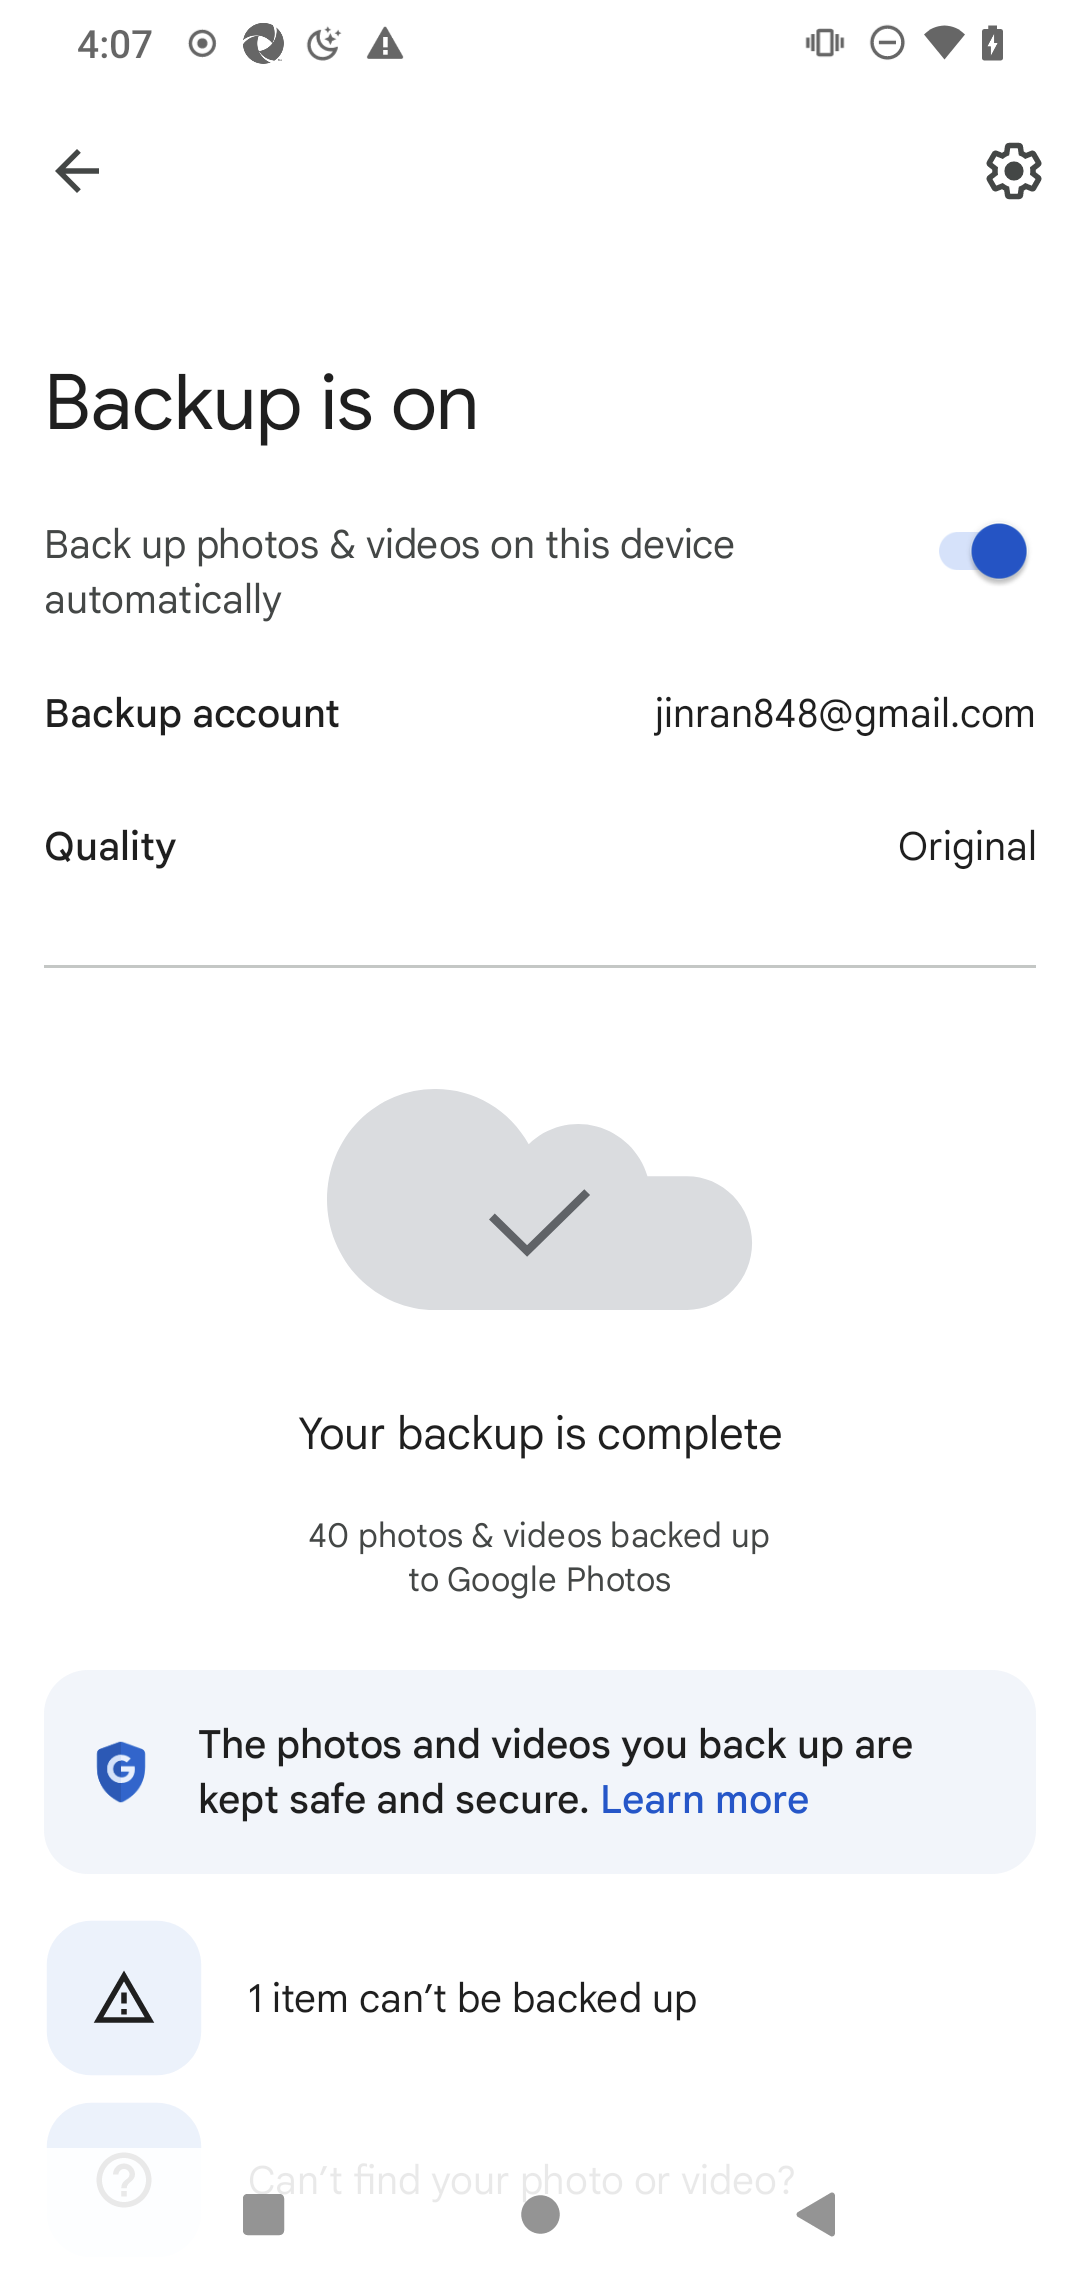 4:07
Backup is on
Back up photos & videos on this device
automatically
Backup account jinran848@gmail.com
Quality Original
Your backup is complete
40 photos & videos backed up
to Google Photos
The photos and videos you back up are
kept safe and secure. Learn more
1 item can’t be backed up
Can’t find your photo or video?